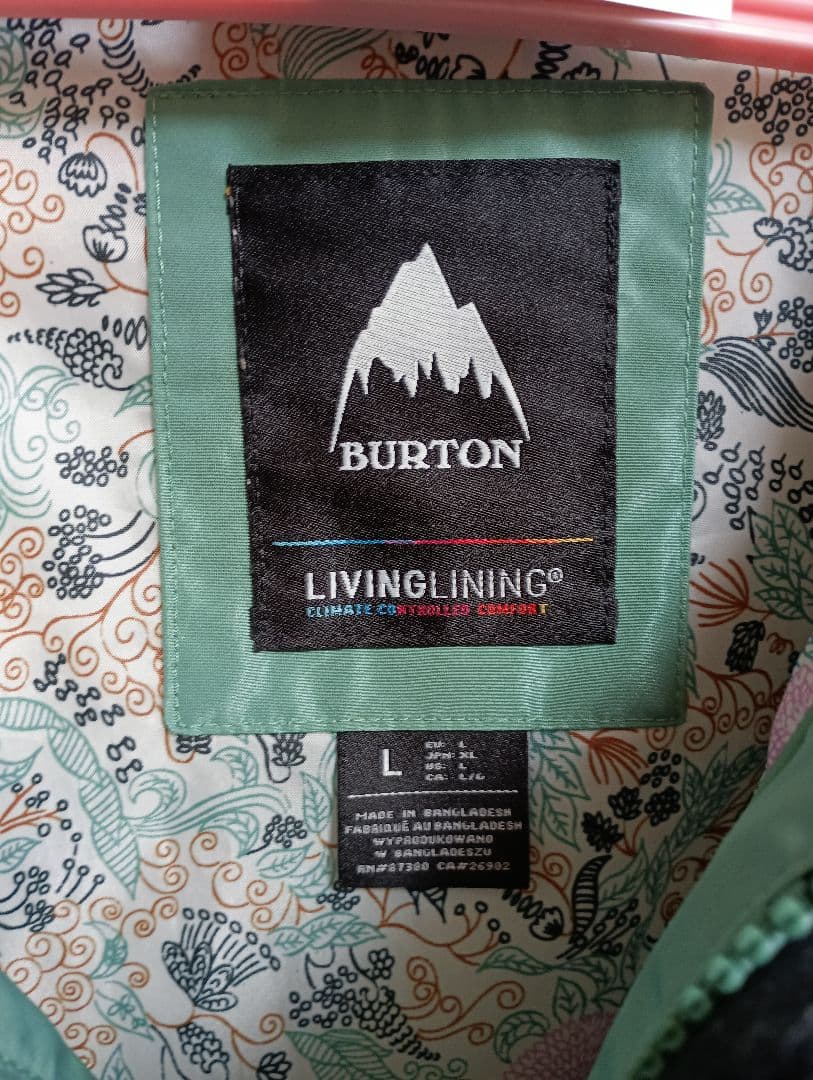 BURTON
LIVINGLINING®
CLIMATE CONTROLLED COMFORT
L
EU: L
JPN: XL
US: L
CA: L/G
MADE IN BANGLADESH
FABRIQUÉ AU BANGLADESH
WYPRODUKOWANO
W BANGLADESZU
RN#87380 CA#26902